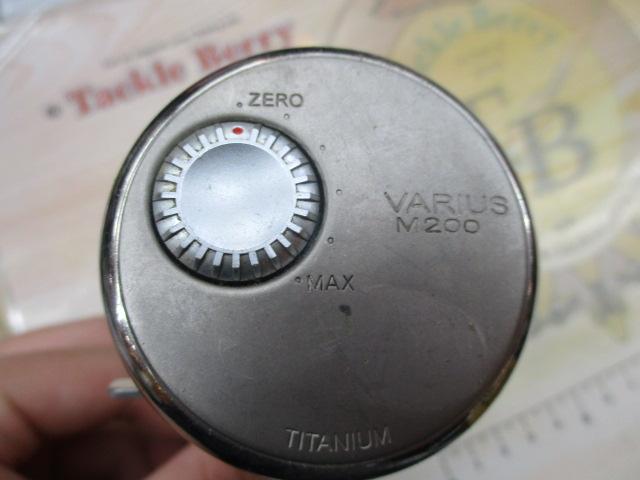 Tackle Berry
ZERO
VARIUS
M200
MAX
TITANIUM